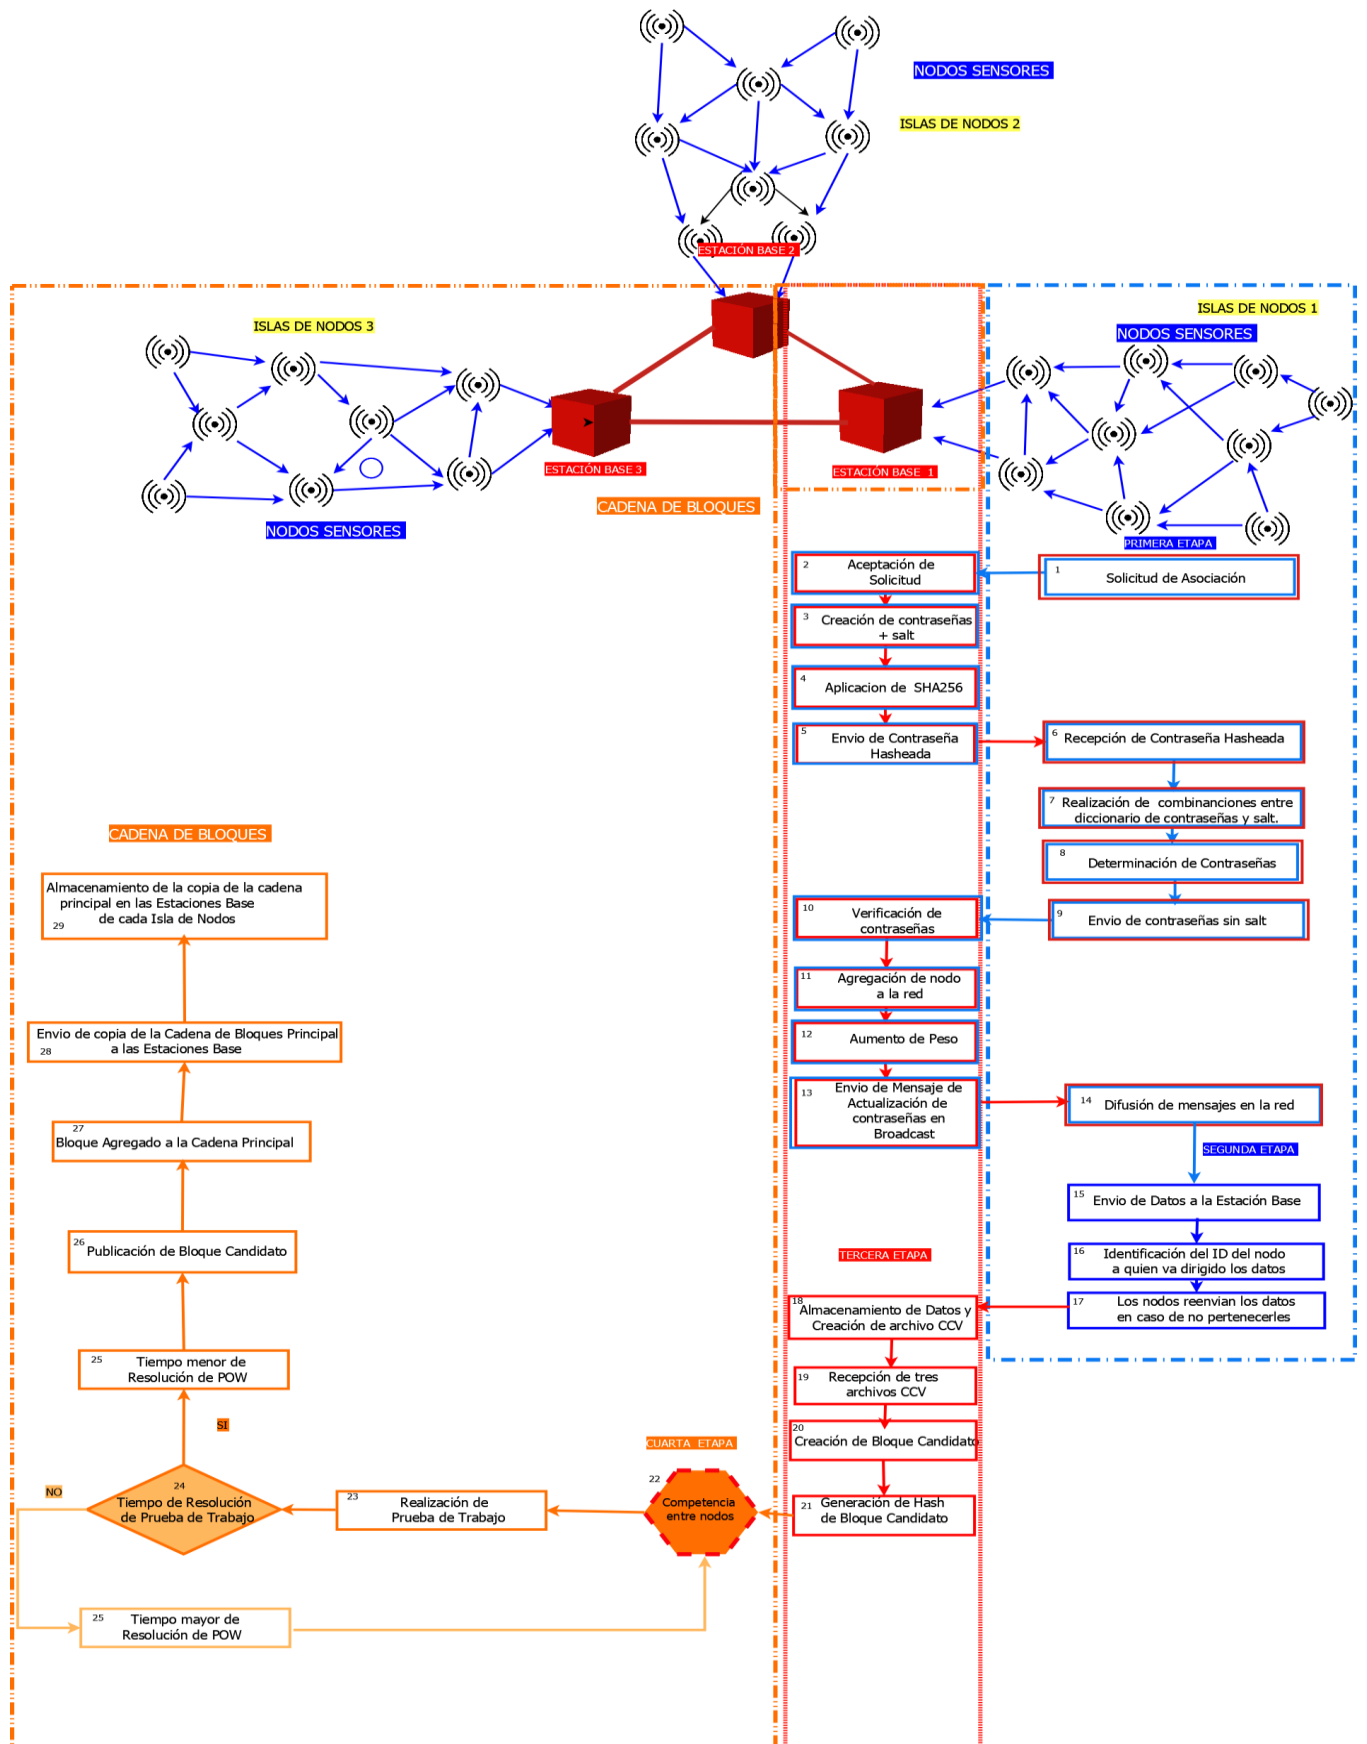 NODOS SENSORES
ISLAS DE NODOS 2
ESTACIÓN BASE 2
ISLAS DE NODOS 3
ISLAS DE NODOS 1
NODOS SENSORES
ESTACIÓN BASE 3
ESTACIÓN BASE 1
CADENA DE BLOQUES
NODOS SENSORES
PRIMERA ETAPA
1
Solicitud de Asociación
2
Aceptación de
Solicitud
3
Creación de contraseñas
+ salt
4
Aplicacion de SHA256
5
Envio de Contraseña
Hasheada
6
Recepción de Contraseña Hasheada
7
Realización de combinanciones entre
diccionario de contraseñas y salt.
8
Determinación de Contraseñas
9
Envio de contraseñas sin salt
10
Verificación de
contraseñas
11
Agregación de nodo
a la red
12
Aumento de Peso
13
Envio de Mensaje de
Actualización de
contraseñas en
Broadcast
14
Difusión de mensajes en la red
SEGUNDA ETAPA
15
Envio de Datos a la Estación Base
16
Identificación del ID del nodo
a quien va dirigido los datos
17
Los nodos reenvian los datos
en caso de no pertenecerles
TERCERA ETAPA
18
Almacenamiento de Datos y
Creación de archivo CCV
19
Recepción de tres
archivos CCV
20
Creación de Bloque Candidato
21
Generación de Hash
de Bloque Candidato
CUARTA ETAPA
22
Competencia
entre nodos
23
Realización de
Prueba de Trabajo
24
Tiempo de Resolución
de Prueba de Trabajo
NO
SI
25
Tiempo mayor de
Resolución de POW
25
Tiempo menor de
Resolución de POW
26
Publicación de Bloque Candidato
27
Bloque Agregado a la Cadena Principal
Envio de copia de la Cadena de Bloques Principal
a las Estaciones Base
28
Almacenamiento de la copia de la cadena
principal en las Estaciones Base
de cada Isla de Nodos
29
CADENA DE BLOQUES